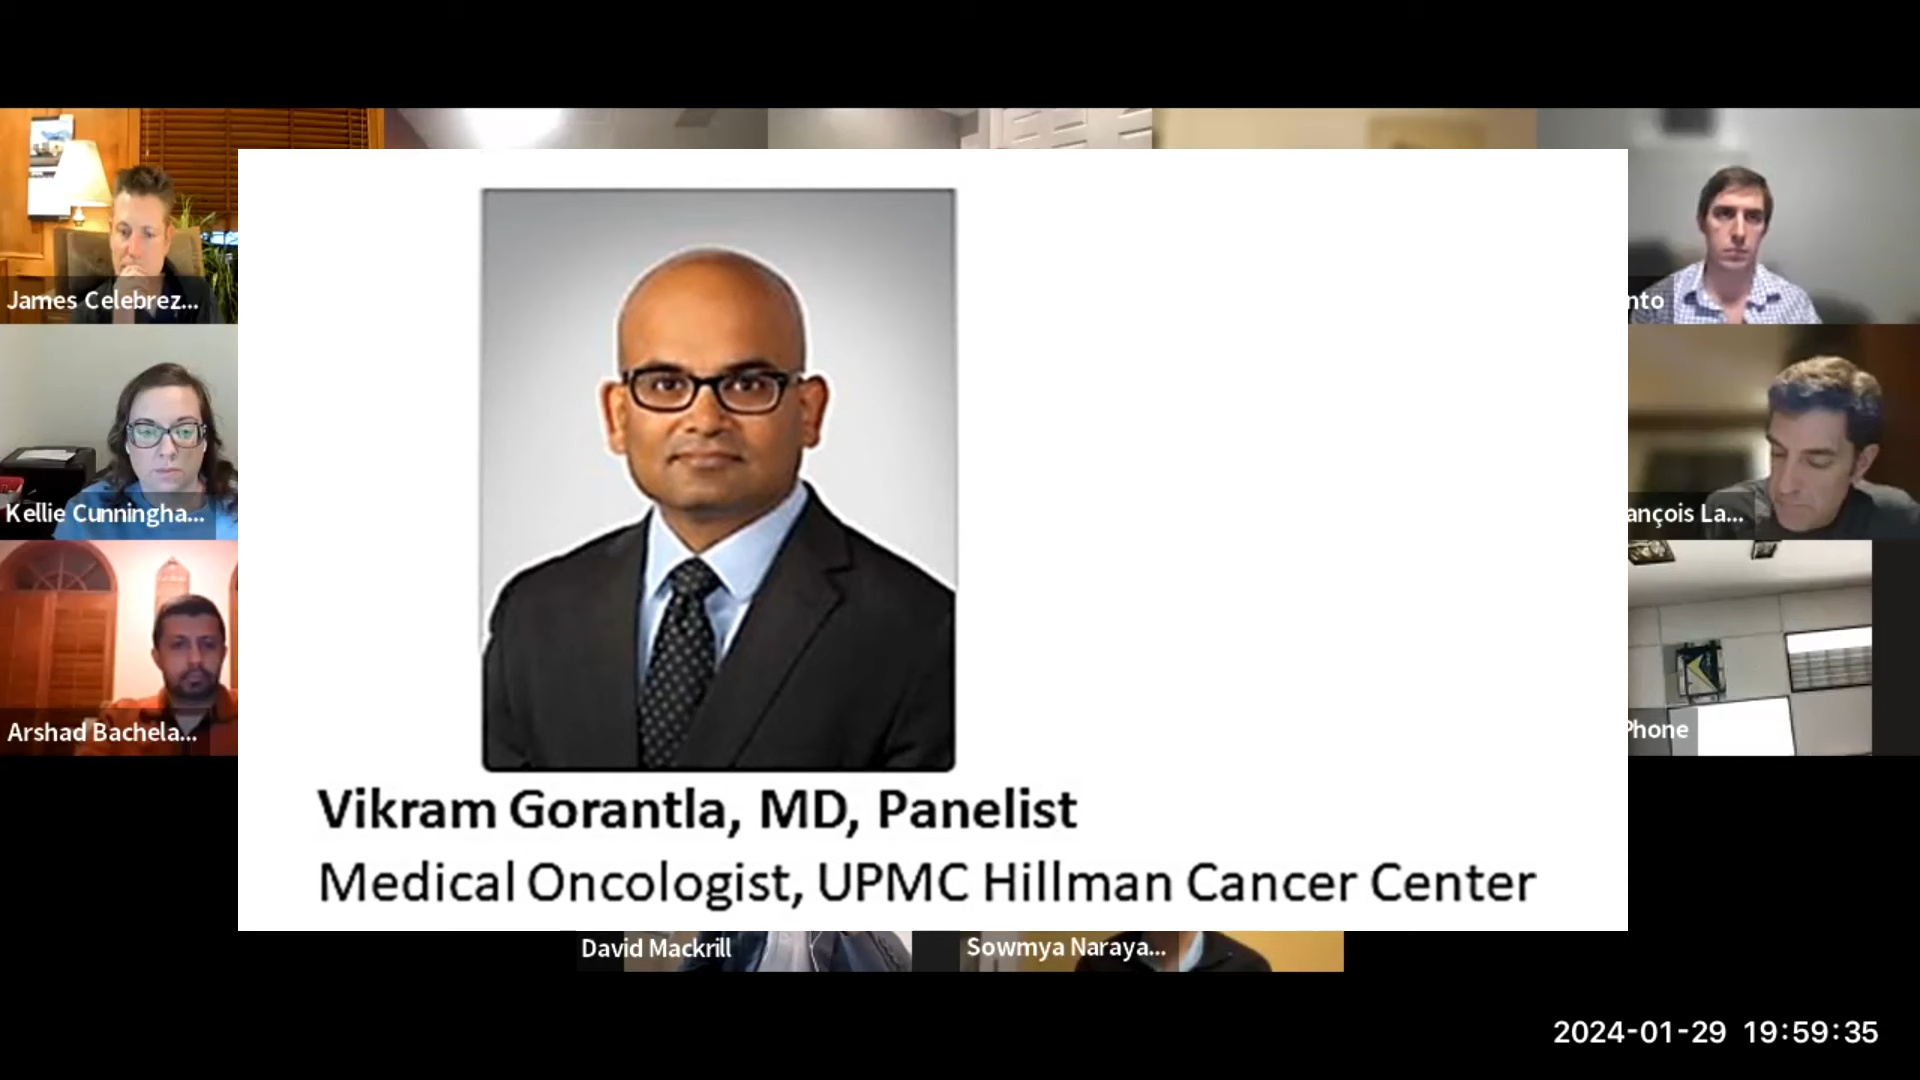 James Celebrez...
nto
Kellie Cunningha...
ançois La...
Arshad Bachela...
Phone
Vikram Gorantla, MD, Panelist
Medical Oncologist, UPMC Hillman Cancer Center
David Mackrill
Sowmya Naraya...
2024-01-29 19:59:35